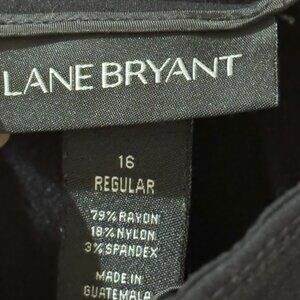 LANE BRYANT
16
REGULAR
79% RAYON
18% NYLON
3% SPANDEX
MADE IN
GUATEMALA